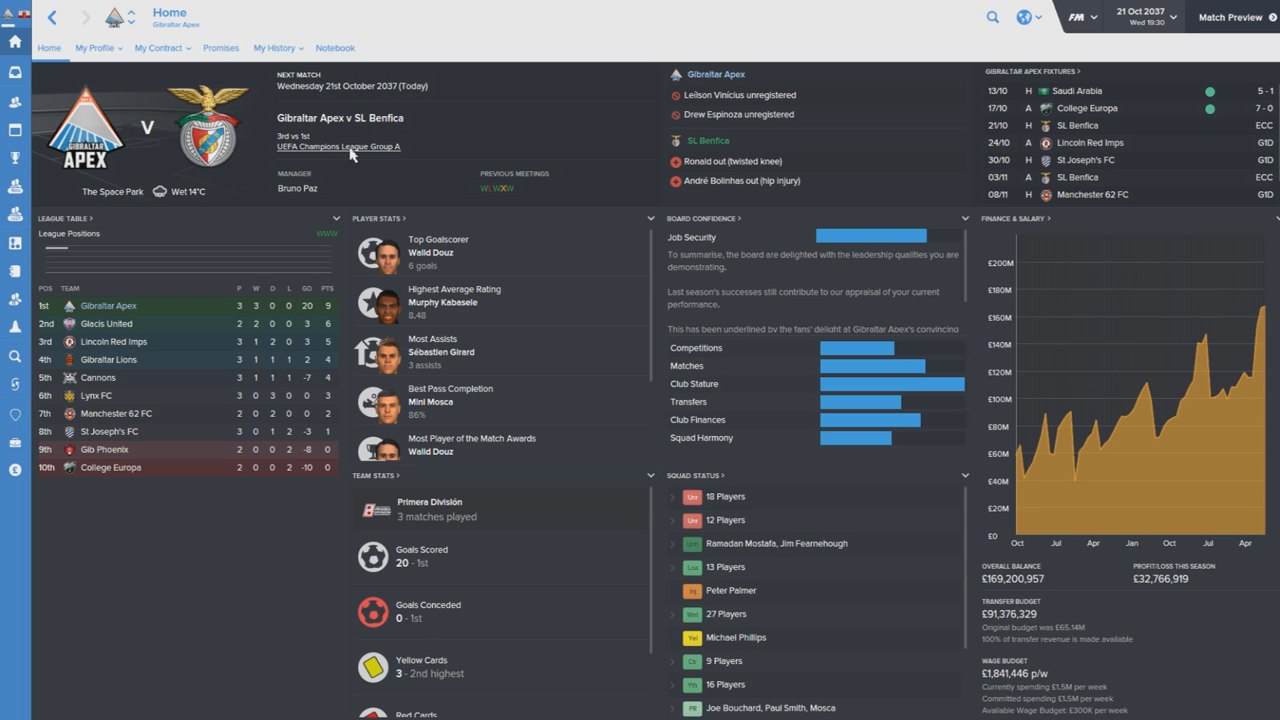 Home
Gibraltar Apex
FM
21 Oct 2037
Wed 19:30
Match Preview
Home
My Profile
My Contract
Promises
My History
Notebook
GIBRALTAR
APEX
V
The Space Park
Wet 14°C
NEXT MATCH
Wednesday 21st October 2037 (Today)
Gibraltar Apex v SL Benfica
3rd vs 1st
UEFA Champions League Group A
MANAGER
Bruno Paz
PREVIOUS MEETINGS
WLWXW
Gibraltar Apex
Leílson Vinícius unregistered
Drew Espinoza unregistered
SL Benfica
Ronald out (twisted knee)
André Bolinhas out (hip injury)
GIBRALTAR APEX FIXTURES >
13/10 H Saudi Arabia 5 - 1
17/10 A College Europa 7 - 0
21/10 H SL Benfica ECC
24/10 A Lincoln Red Imps G1D
30/10 H St Joseph's FC G1D
03/11 A SL Benfica ECC
08/11 H Manchester 62 FC G1D
LEAGUE TABLE >
League Positions
WWW
POS TEAM P W D L GD PTS
1st Gibraltar Apex 3 3 0 0 20 9
2nd Glacis United 2 2 0 0 3 6
3rd Lincoln Red Imps 3 1 2 0 3 5
4th Gibraltar Lions 3 1 1 1 2 4
5th Cannons 3 1 1 1 -7 4
6th Lynx FC 3 0 3 0 0 3
7th Manchester 62 FC 2 0 2 0 0 2
8th St Joseph's FC 3 0 1 2 -3 1
9th Gib Phoenix 2 0 0 2 -8 0
10th College Europa 2 0 0 2 -10 0
PLAYER STATS >
Top Goalscorer
Walid Douz
6 goals
Highest Average Rating
Murphy Kabasele
8.48
Most Assists
Sébastien Girard
3 assists
Best Pass Completion
Mini Mosca
86%
Most Player of the Match Awards
Walid Douz
TEAM STATS >
Primera División
3 matches played
Goals Scored
20 - 1st
Goals Conceded
0 - 1st
Yellow Cards
3 - 2nd highest
Red Cards
BOARD CONFIDENCE >
Job Security
To summarise, the board are delighted with the leadership qualities you are
demonstrating.
Last season's successes still contribute to our appraisal of your current
performance.
This has been underlined by the fans' delight at Gibraltar Apex's convincing
Competitions
Matches
Club Stature
Transfers
Club Finances
Squad Harmony
SQUAD STATUS >
Unr 18 Players
Unr 12 Players
Ramadan Mostafa, Jim Fearnehough
Loa 13 Players
Inj Peter Palmer
Wnt 27 Players
Yel Michael Phillips
Ctr 9 Players
Trn 16 Players
PR Joe Bouchard, Paul Smith, Mosca
FINANCE & SALARY >
£200M
£180M
£160M
£140M
£120M
£100M
£80M
£60M
£40M
£20M
£0
Oct Jul Apr Jan Oct Jul Apr
OVERALL BALANCE
£169,200,957
PROFIT/LOSS THIS SEASON
£32,766,919
TRANSFER BUDGET
£91,376,329
Original budget was £65.14M
100% of transfer revenue is made available
WAGE BUDGET
£1,841,446 p/w
Currently spending £1.5M per week
Committed spending £1.5M per week
Available Wage Budget: £300K per week